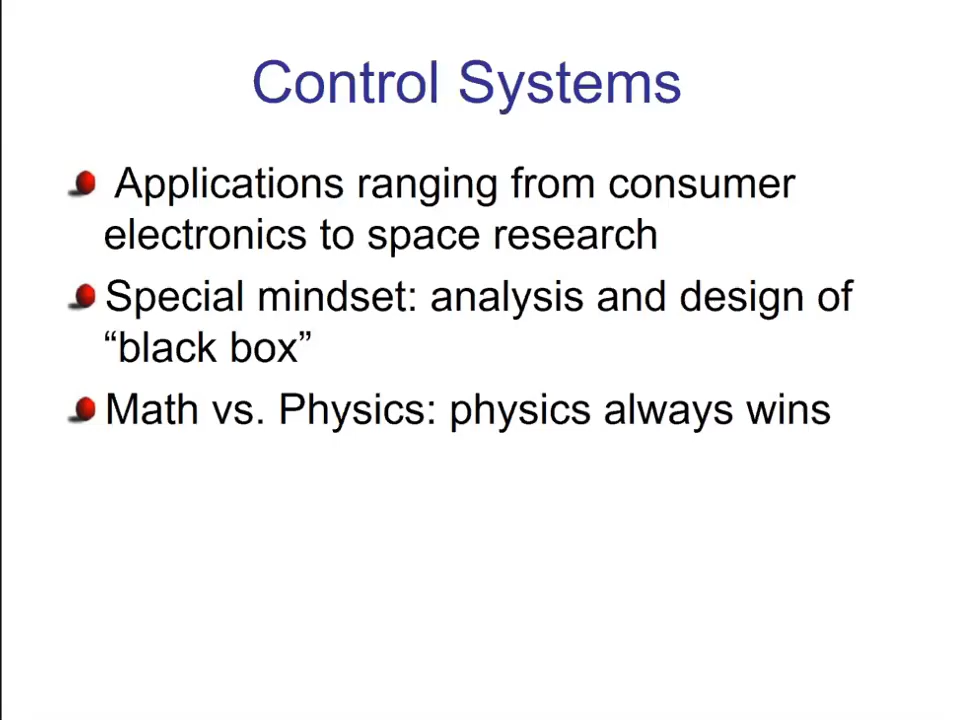 Control Systems
Applications ranging from consumer
electronics to space research
Special mindset: analysis and design of
“black box”
Math vs. Physics: physics always wins